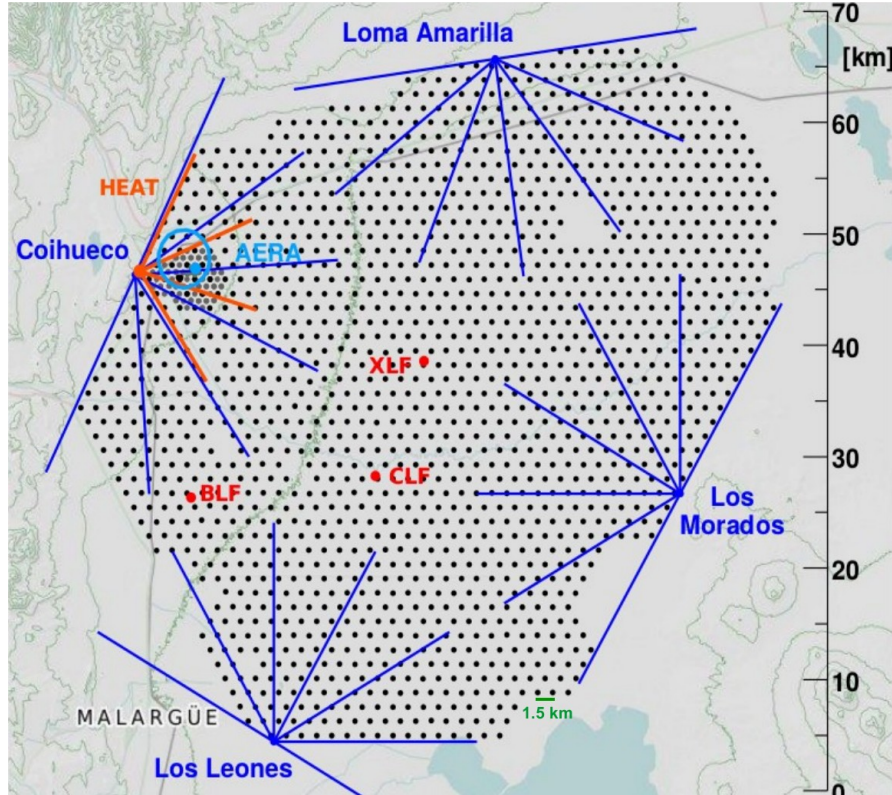 70
Loma Amarilla
[km]
60
HEAT
50
Coihueco
AERA
40
XLF
30
CLF
BLF
Los
Morados
20
10
1.5 km
MALARGÜE
Los Leones
0